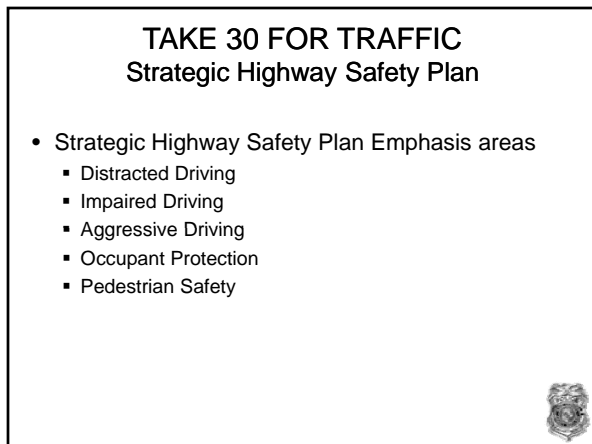 TAKE 30 FOR TRAFFIC
Strategic Highway Safety Plan
• Strategic Highway Safety Plan Emphasis areas
▪ Distracted Driving
▪ Impaired Driving
▪ Aggressive Driving
▪ Occupant Protection
▪ Pedestrian Safety